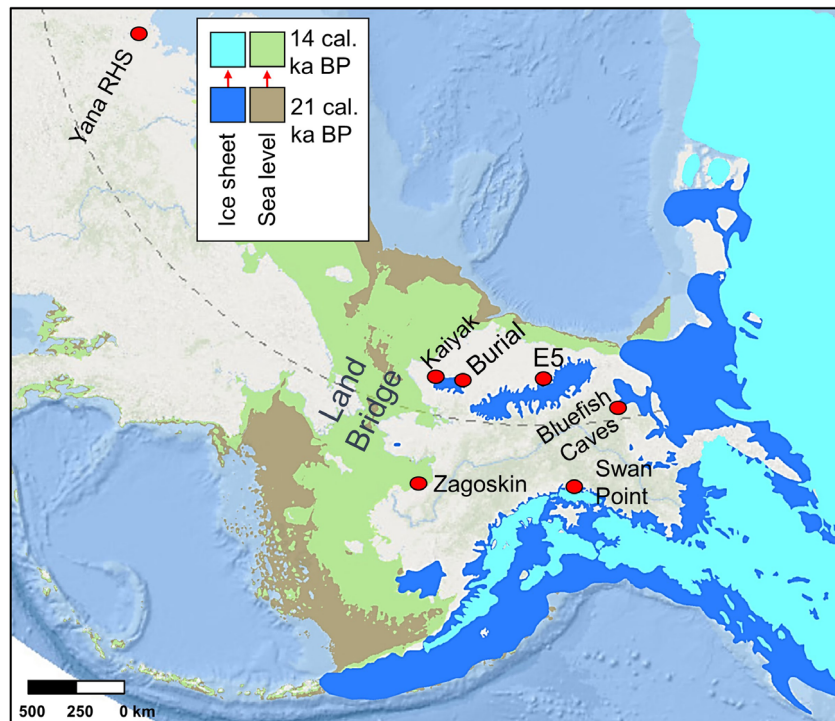 Yana RHS
14 cal.
ka BP
21 cal.
ka BP
Ice sheet
Sea level
Land
Bridge
Kaiyak
Burial
E5
Bluefish
Caves
Zagoskin
Swan
Point
500 250 0 km